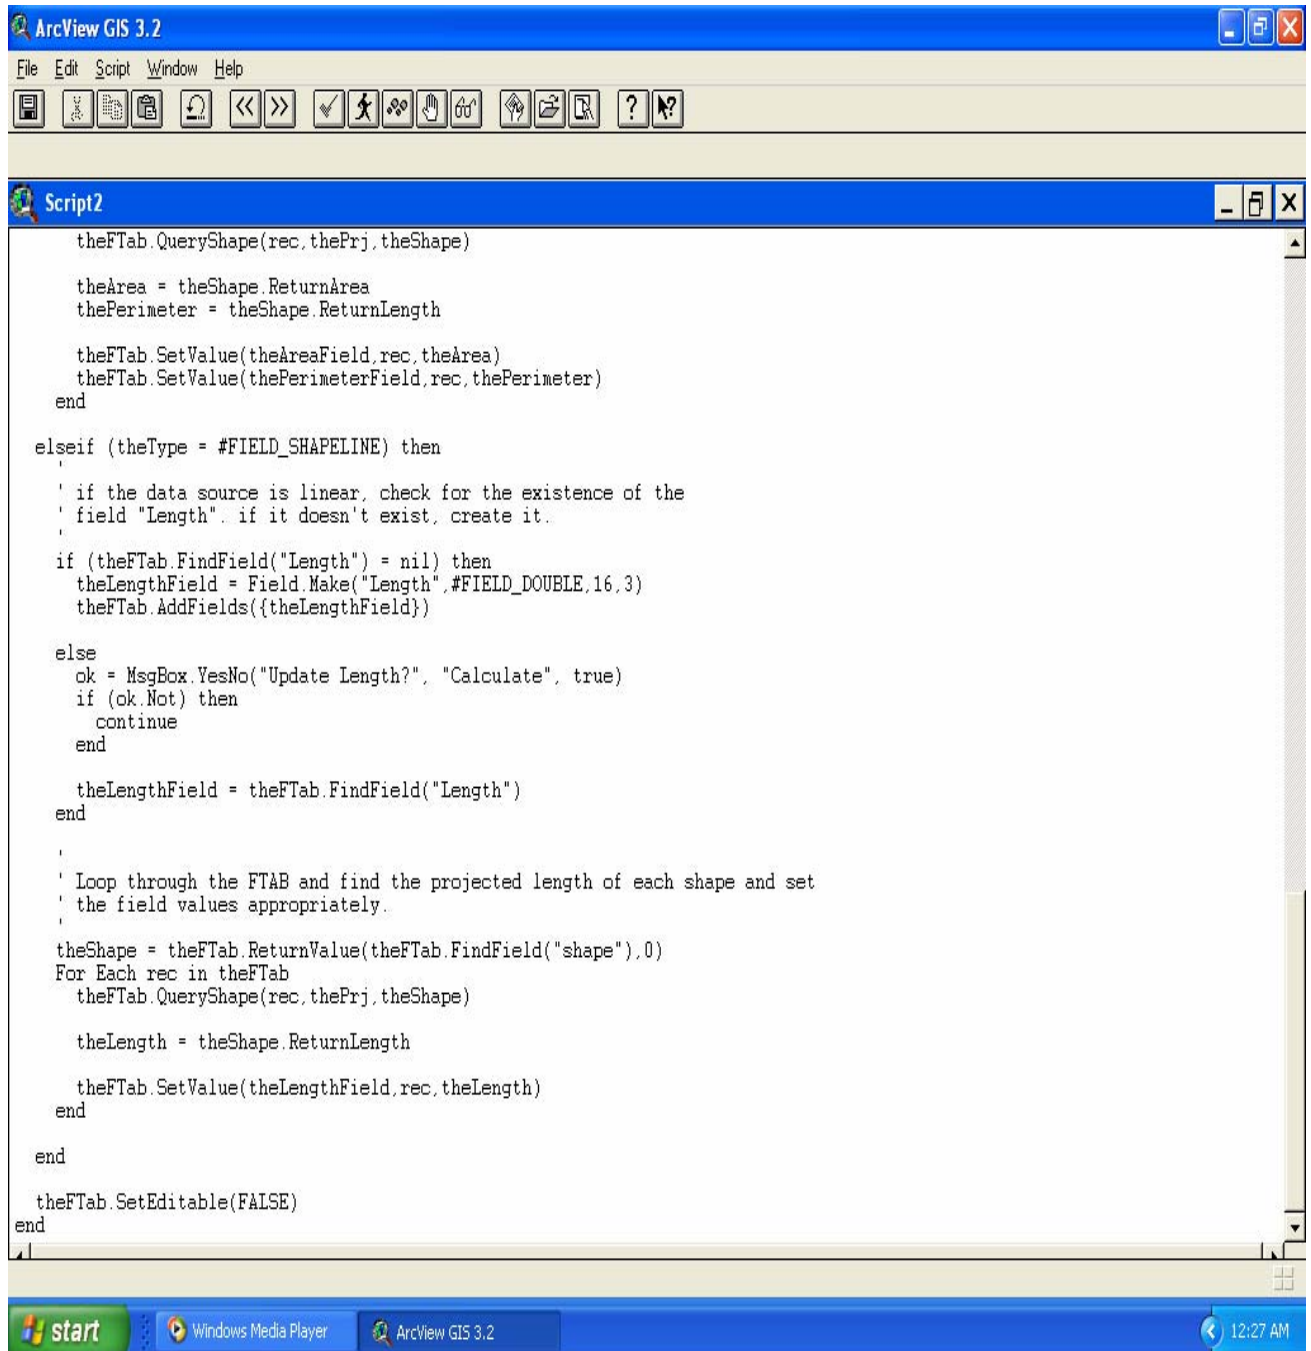 ArcView GIS 3.2
File Edit Script Window Help
Script2
theFTab.QueryShape(rec,thePrj,theShape)
theArea = theShape.ReturnArea
thePerimeter = theShape.ReturnLength
theFTab.SetValue(theAreaField,rec,theArea)
theFTab.SetValue(thePerimeterField,rec,thePerimeter)
end
elseif (theType = #FIELD_SHAPELINE) then
'
' if the data source is linear, check for the existence of the
' field "Length". if it doesn't exist, create it.
'
if (theFTab.FindField("Length") = nil) then
theLengthField = Field.Make("Length",#FIELD_DOUBLE,16,3)
theFTab.AddFields({theLengthField})
else
ok = MsgBox.YesNo("Update Length?", "Calculate", true)
if (ok.Not) then
continue
end
theLengthField = theFTab.FindField("Length")
end
'
' Loop through the FTAB and find the projected length of each shape and set
' the field values appropriately.
'
theShape = theFTab.ReturnValue(theFTab.FindField("shape"),0)
For Each rec in theFTab
theFTab.QueryShape(rec,thePrj,theShape)
theLength = theShape.ReturnLength
theFTab.SetValue(theLengthField,rec,theLength)
end
end
theFTab.SetEditable(FALSE)
end
start Windows Media Player ArcView GIS 3.2 12:27 AM